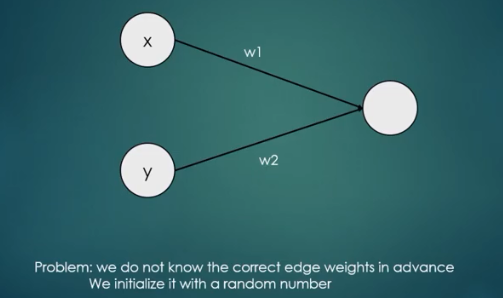 x
w1
y
w2
Problem: we do not know the correct edge weights in advance
We initialize it with a random number